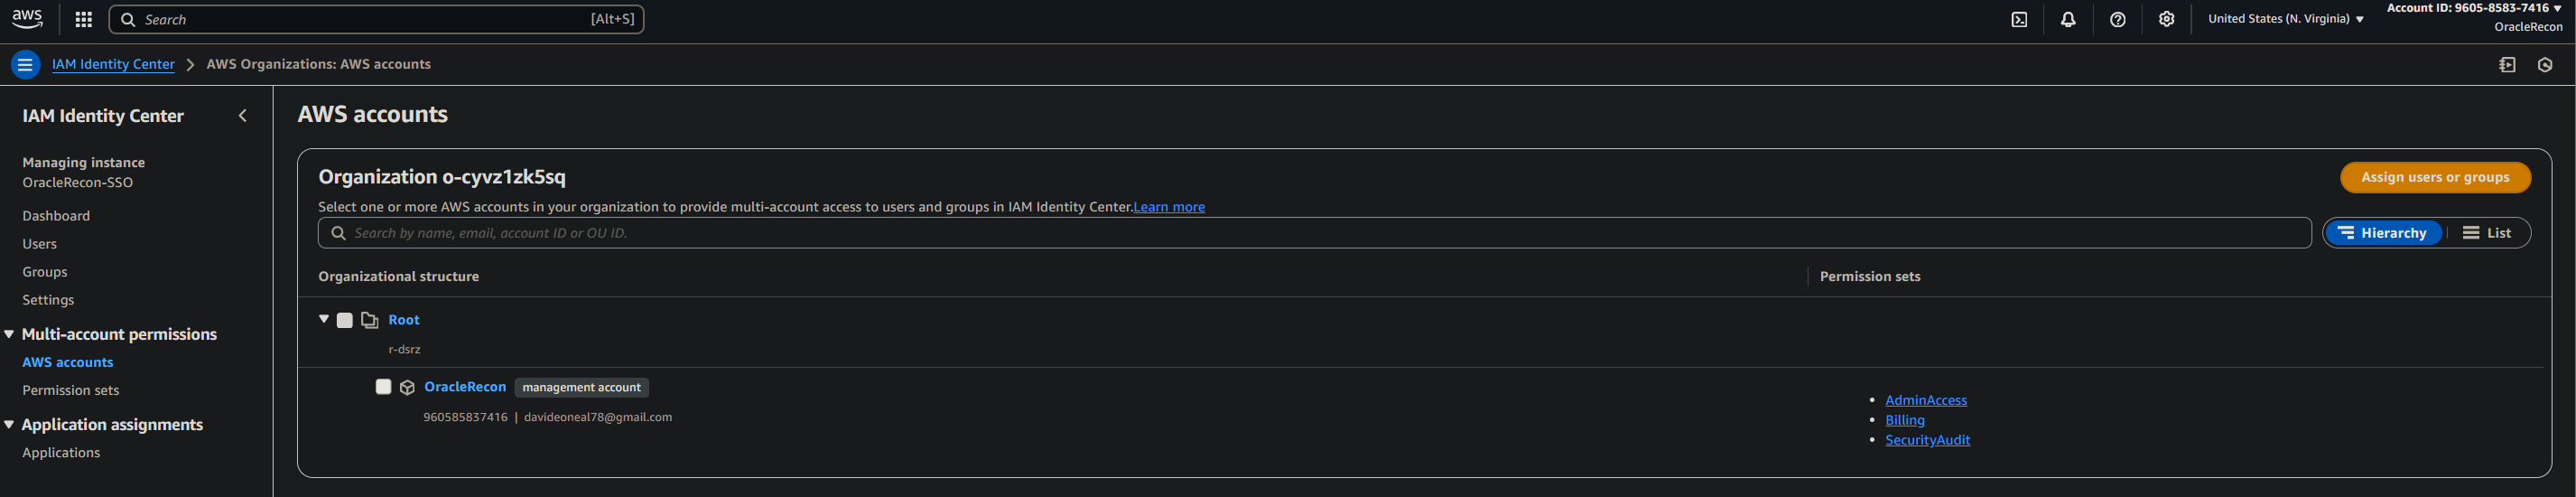 aws
Search
[Alt+S]
United States (N. Virginia)
Account ID: 9605-8583-7416
OracleRecon
IAM Identity Center
AWS Organizations: AWS accounts
IAM Identity Center
Managing instance
OracleRecon-SSO
Dashboard
Users
Groups
Settings
Multi-account permissions
AWS accounts
Permission sets
Application assignments
Applications
AWS accounts
Organization o-cyvz1zk5sq
Assign users or groups
Select one or more AWS accounts in your organization to provide multi-account access to users and groups in IAM Identity Center.Learn more
Search by name, email, account ID or OU ID.
Hierarchy
List
Organizational structure
Permission sets
Root
r-dsrz
OracleRecon
management account
960585837416 | davideoneal78@gmail.com
AdminAccess
Billing
SecurityAudit